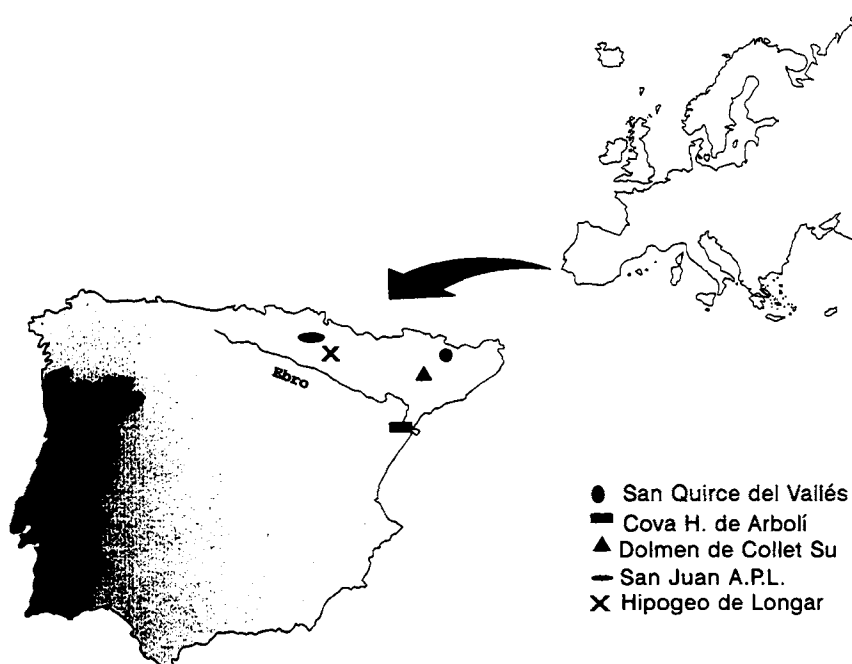 Ebro
San Quirce del Vallés
Cova H. de Arbolí
Dolmen de Collet Su
San Juan A.P.L.
Hipogeo de Longar